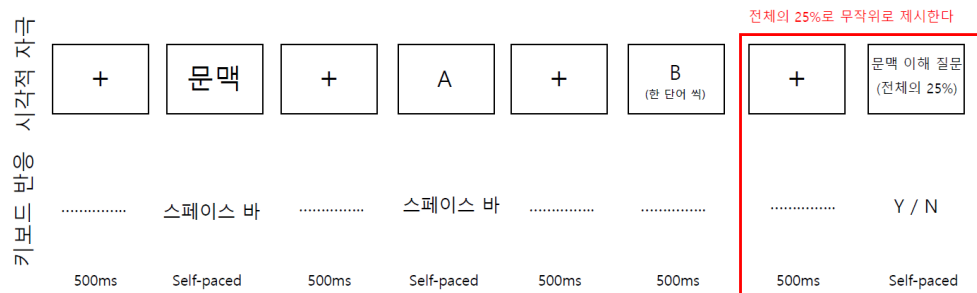 전체의 25%로 무작위로 제시한다
시각적 자극
+
문맥
+
A
+
B
(한 단어 씩)
+
문맥 이해 질문
(전체의 25%)
키보드 반응
...............
스페이스 바
...............
스페이스 바
...............
...............
...............
Y / N
500ms
Self-paced
500ms
Self-paced
500ms
500ms
500ms
Self-paced